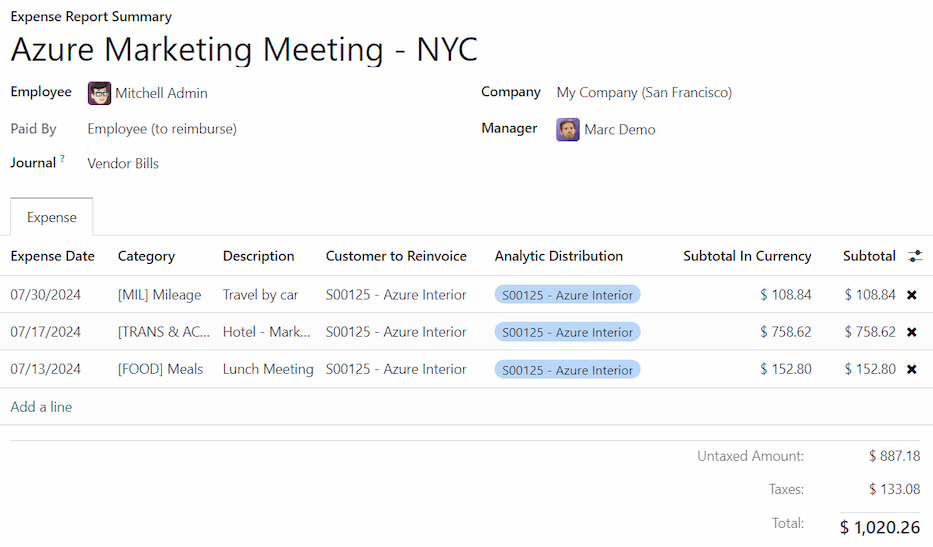 Expense Report Summary
Azure Marketing Meeting - NYC
Employee Mitchell Admin Company My Company (San Francisco)
Paid By Employee (to reimburse) Manager Marc Demo
Journal ? Vendor Bills
Expense
Expense Date Category Description Customer to Reinvoice Analytic Distribution Subtotal In Currency Subtotal
07/30/2024 [MIL] Mileage Travel by car S00125 - Azure Interior S00125 - Azure Interior $ 108.84 $ 108.84
07/17/2024 [TRANS & AC... Hotel - Mark... S00125 - Azure Interior S00125 - Azure Interior $ 758.62 $ 758.62
07/13/2024 [FOOD] Meals Lunch Meeting S00125 - Azure Interior S00125 - Azure Interior $ 152.80 $ 152.80
Add a line
Untaxed Amount: $ 887.18
Taxes: $ 133.08
Total: $ 1,020.26